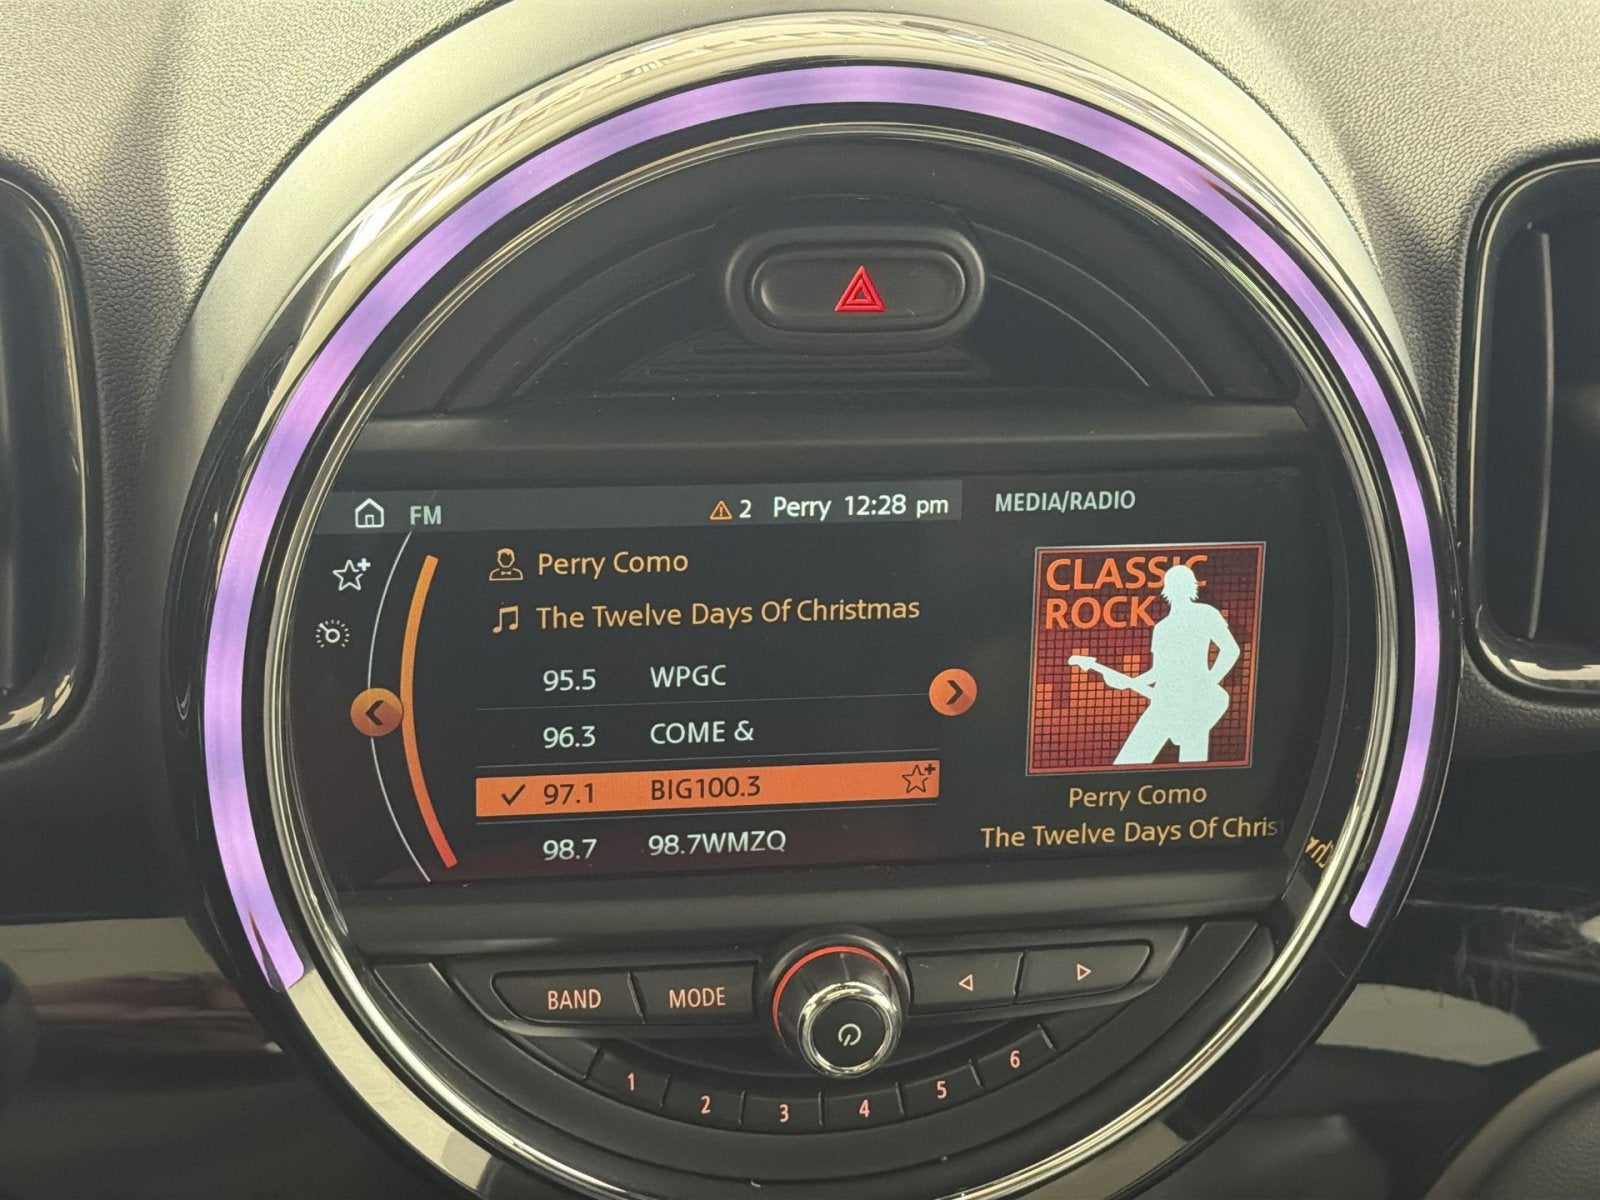 FM
2 Perry 12:28 pm
MEDIA/RADIO
Perry Como
The Twelve Days Of Christmas
95.5 WPGC
96.3 COME &
97.1 BIG100.3
98.7 98.7WMZQ
CLASSIC
ROCK
Perry Como
The Twelve Days Of Chris
BAND
MODE
1
2
3
4
5
6